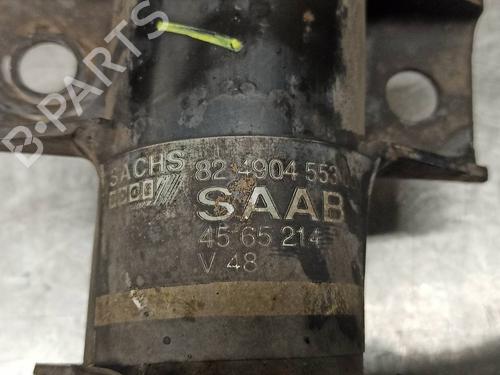 B-PARTS
SACHS 82 4904 553
SAAB
45 65 214
V 48